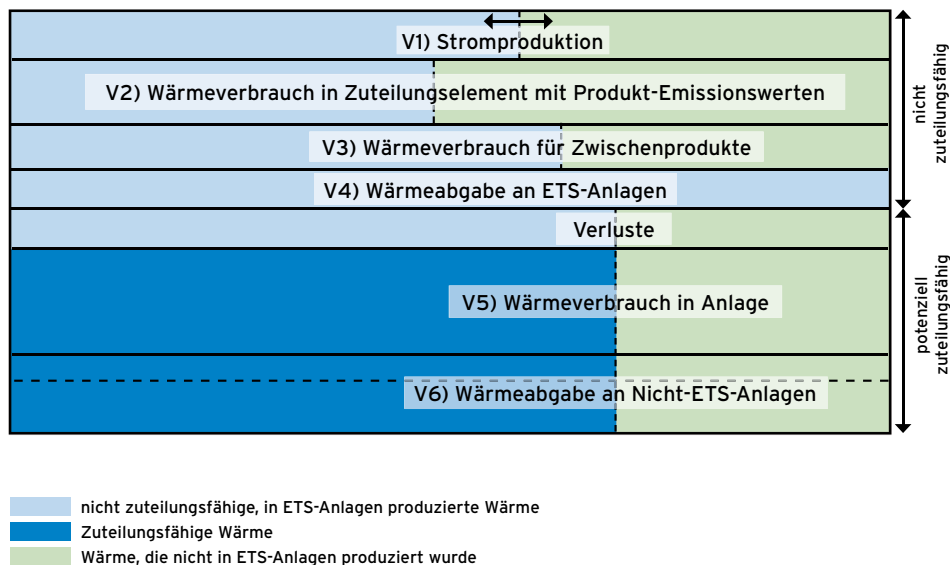 V1) Stromproduktion
V2) Wärmeverbrauch in Zuteilungselement mit Produkt-Emissionswerten
V3) Wärmeverbrauch für Zwischenprodukte
V4) Wärmeabgabe an ETS-Anlagen
Verluste
V5) Wärmeverbrauch in Anlage
V6) Wärmeabgabe an Nicht-ETS-Anlagen
nicht
zuteilungsfähig
potenziell
zuteilungsfähig
nicht zuteilungsfähige, in ETS-Anlagen produzierte Wärme
Zuteilungsfähige Wärme
Wärme, die nicht in ETS-Anlagen produziert wurde